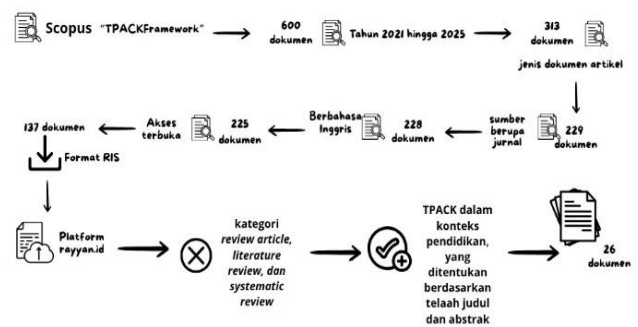 Scopus "TPACKFramework"
600
dokumen
Tahun 2021 hingga 2025
313
dokumen
jenis dokumen artikel
229
dokumen
sumber
berupa
jurnal
228
dokumen
Berbahasa
Inggris
225
dokumen
Akses
terbuka
137 dokumen
Format RIS
Platform
rayyan.id
kategori
review article,
literature
review, dan
systematic
review
TPACK dalam
konteks
pendidikan,
yang
ditentukan
berdasarkan
telaah judul
dan abstrak
26
dokumen